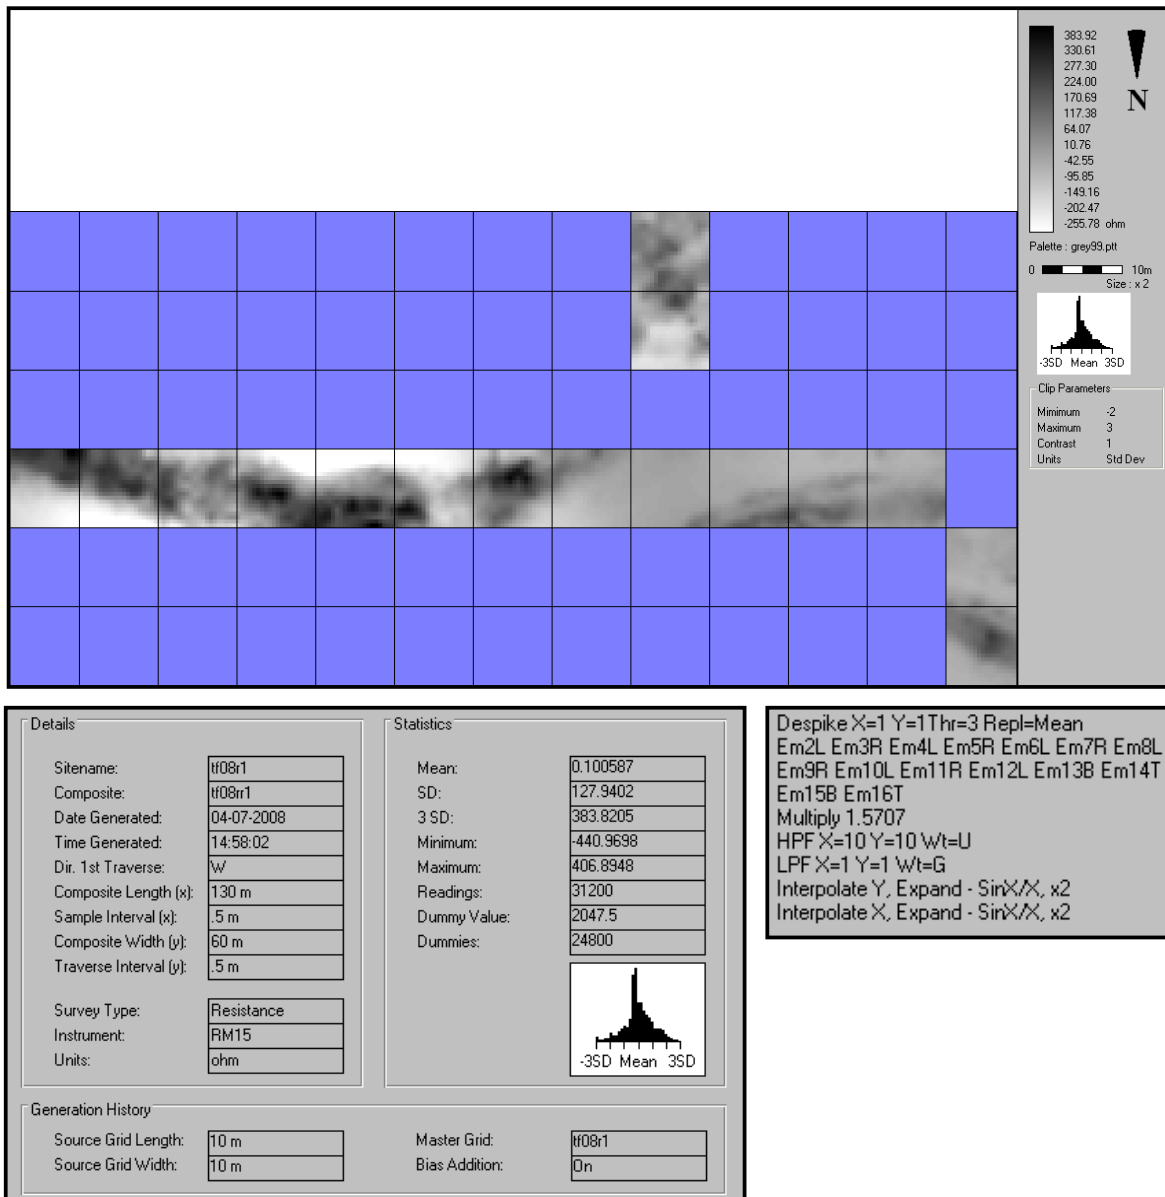 383.92
330.61
277.30
224.00
170.69
117.38
64.07
10.76
-42.55
-95.85
-149.16
-202.47
-255.78 ohm
N
Palette : grey99.ptt
0 10m
Size : x 2
-3SD Mean 3SD
Clip Parameters
Minimum -2
Maximum 3
Contrast 1
Units Std Dev
Details
Sitename: tf08r1
Composite: tf08rr1
Date Generated: 04-07-2008
Time Generated: 14:58:02
Dir. 1st Traverse: W
Composite Length (x): 130 m
Sample Interval (x): .5 m
Composite Width (y): 60 m
Traverse Interval (y): .5 m
Survey Type: Resistance
Instrument: RM15
Units: ohm
Statistics
Mean: 0.100587
SD: 127.9402
3 SD: 383.8205
Minimum: -440.9698
Maximum: 406.8948
Readings: 31200
Dummy Value: 2047.5
Dummies: 24800
-3SD Mean 3SD
Generation History
Source Grid Length: 10 m
Source Grid Width: 10 m
Master Grid: tf08r1
Bias Addition: On
Despike X=1 Y=1Thr=3 Repl=Mean
Em2L Em3R Em4L Em5R Em6L Em7R Em8L
Em9R Em10L Em11R Em12L Em13B Em14T
Em15B Em16T
Multiply 1.5707
HPF X=10 Y=10 Wt=U
LPF X=1 Y=1 Wt=G
Interpolate Y, Expand - SinX/X, x2
Interpolate X, Expand - SinX/X, x2